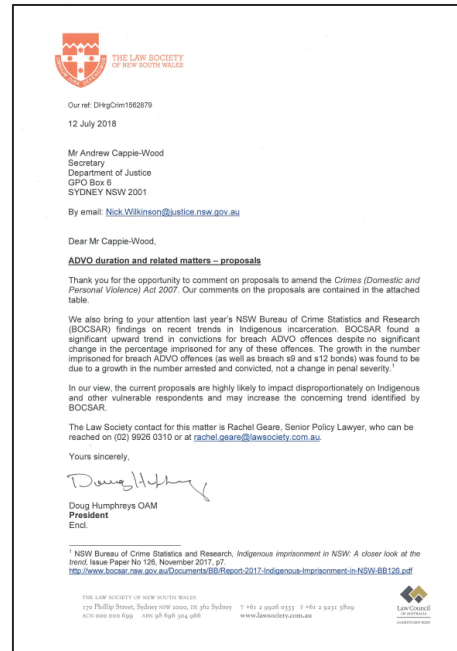 THE LAW SOCIETY
OF NEW SOUTH WALES
Our ref: DHrgCrim1562879
12 July 2018
Mr Andrew Cappie-Wood
Secretary
Department of Justice
GPO Box 6
SYDNEY NSW 2001
By email: Nick.Wilkinson@justice.nsw.gov.au
Dear Mr Cappie-Wood,
ADVO duration and related matters – proposals
Thank you for the opportunity to comment on proposals to amend the Crimes (Domestic and
Personal Violence) Act 2007. Our comments on the proposals are contained in the attached
table.
We also bring to your attention last year's NSW Bureau of Crime Statistics and Research
(BOCSAR) findings on recent trends in Indigenous incarceration. BOCSAR found a
significant upward trend in convictions for breach ADVO offences despite no significant
change in the percentage imprisoned for any of these offences. The growth in the number
imprisoned for breach ADVO offences (as well as breach s9 and s12 bonds) was found to be
due to a growth in the number arrested and convicted, not a change in penal severity.1
In our view, the current proposals are highly likely to impact disproportionately on Indigenous
and other vulnerable respondents and may increase the concerning trend identified by
BOCSAR.
The Law Society contact for this matter is Rachel Geare, Senior Policy Lawyer, who can be
reached on (02) 9926 0310 or at rachel.geare@lawsociety.com.au.
Yours sincerely,
Doug Humphreys OAM
President
Encl.
1 NSW Bureau of Crime Statistics and Research, Indigenous imprisonment in NSW: A closer look at the
trend, Issue Paper No 126, November 2017, p7.
http://www.bocsar.nsw.gov.au/Documents/BB/Report-2017-Indigenous-Imprisonment-in-NSW-BB126.pdf
THE LAW SOCIETY OF NEW SOUTH WALES
170 Phillip Street, Sydney NSW 2000, DX 362 Sydney T +61 2 9926 0333 F +61 2 9231 5809
ACN 000 000 699 ABN 98 696 304 966 www.lawsociety.com.au
Law Council
OF AUSTRALIA